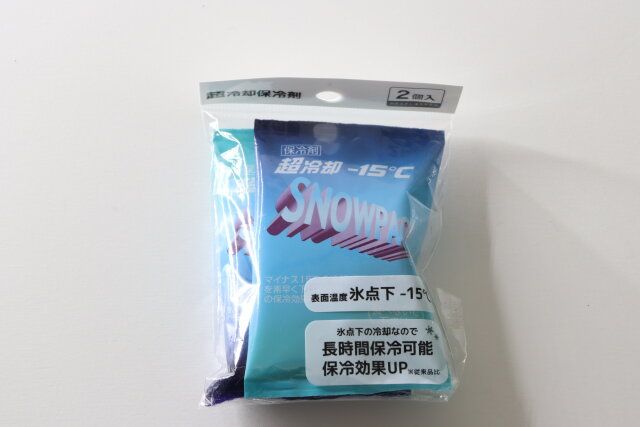 超冷却保冷剤
2個入
保冷剤
超冷却 -15℃
SNOWPA
マイナス1
を素早く
の保冷効
表面温度 氷点下 -15℃
氷点下の冷却なので
長時間保冷可能
保冷効果UP ※従来品比